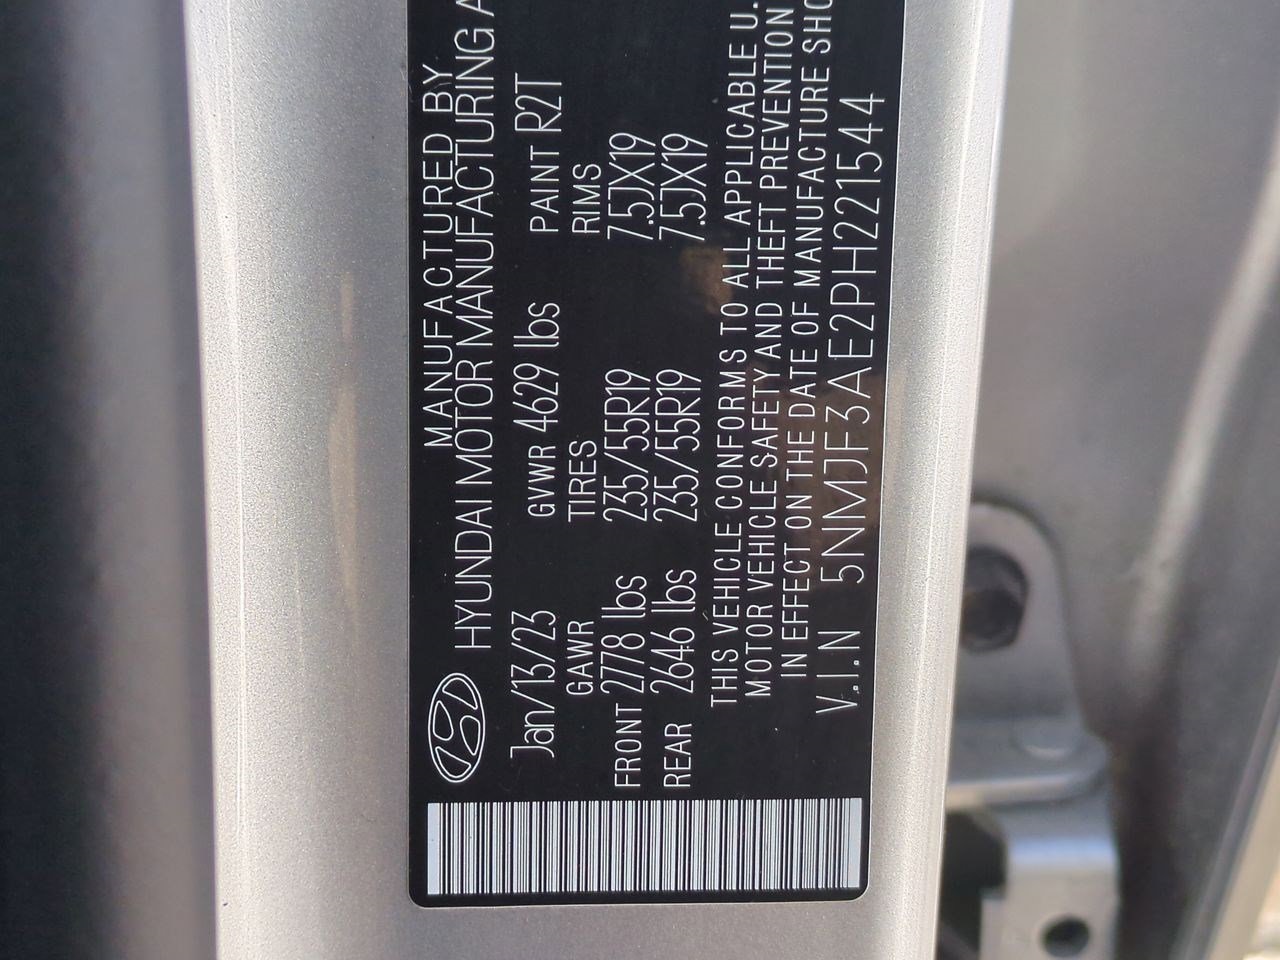 MANUFACTURED BY
HYUNDAI MOTOR MANUFACTURING A
Jan/13/23 GVWR 4629 lbs PAINT R2T
GAWR TIRES RIMS
FRONT 2778 lbs 235/55R19 7.5JX19
REAR 2646 lbs 235/55R19 7.5JX19
THIS VEHICLE CONFORMS TO ALL APPLICABLE U.
MOTOR VEHICLE SAFETY AND THEFT PREVENTION
IN EFFECT ON THE DATE OF MANUFACTURE SHO
V.I.N 5NMJF3AE2PH221544